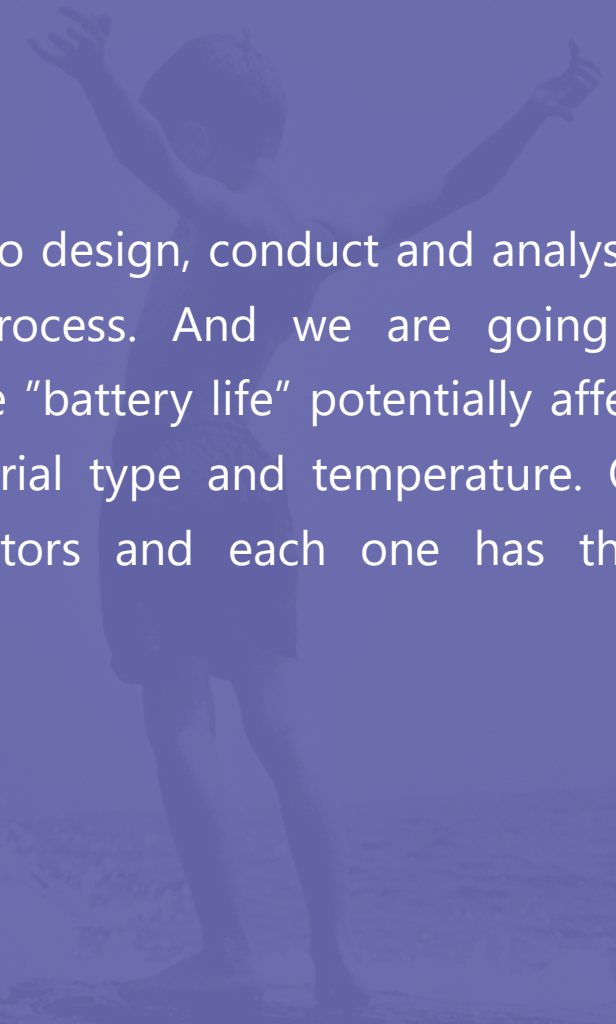 o design, conduct and analys
rocess. And we are going
e ”battery life” potentially affe
rial type and temperature.
tors and each one has th